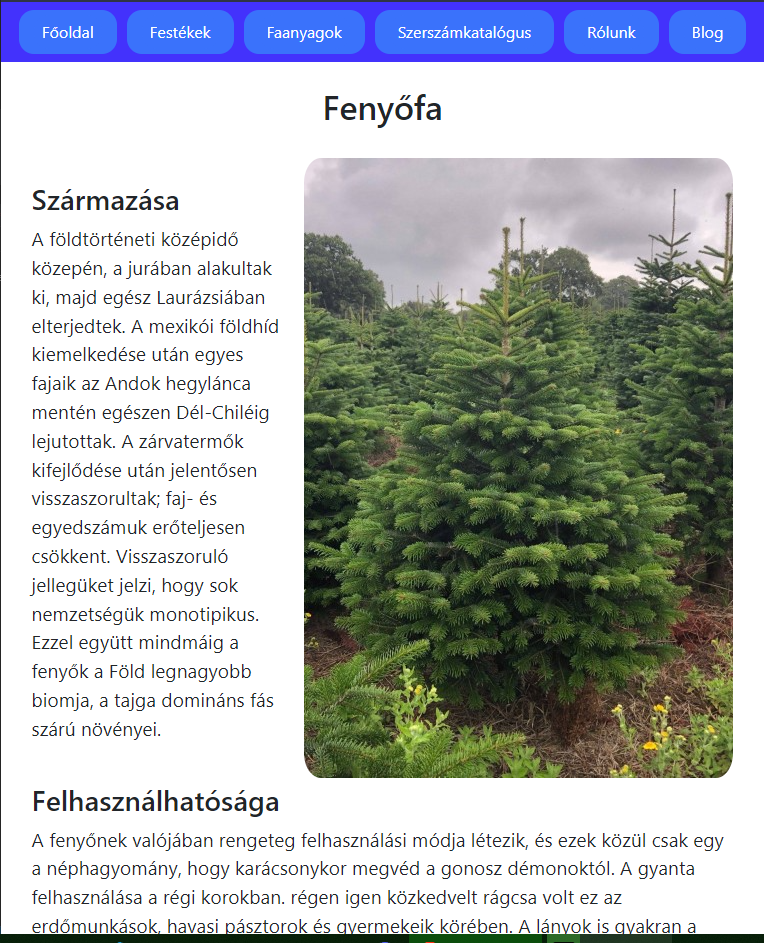 Főoldal Festékek Faanyagok Szerszámkatalógus Rólunk Blog
Fenyőfa
Származása
A földtörténeti középidő
közepén, a jurában alakultak
ki, majd egész Laurázsiában
elterjedtek. A mexikói földhíd
kiemelkedése után egyes
fajaik az Andok hegylánca
mentén egészen Dél-Chiléig
lejutottak. A zárvatermők
kifejlődése után jelentősen
visszaszorultak; faj- és
egyedszámuk erőteljesen
csökkent. Visszaszoruló
jellegüket jelzi, hogy sok
nemzetségük monotipikus.
Ezzel együtt mindmáig a
fenyők a Föld legnagyobb
biomja, a tajga domináns fás
szárú növényei.
Felhasználhatósága
A fenyőnek valójában rengeteg felhasználási módja létezik, és ezek közül csak egy
a néphagyomány, hogy karácsonykor megvéd a gonosz démonoktól. A gyanta
felhasználása a régi korokban. régen igen közkedvelt rágcsa volt ez az
erdőmunkások, havasi pásztorok és gyermekeik körében. A lányok is gyakran a